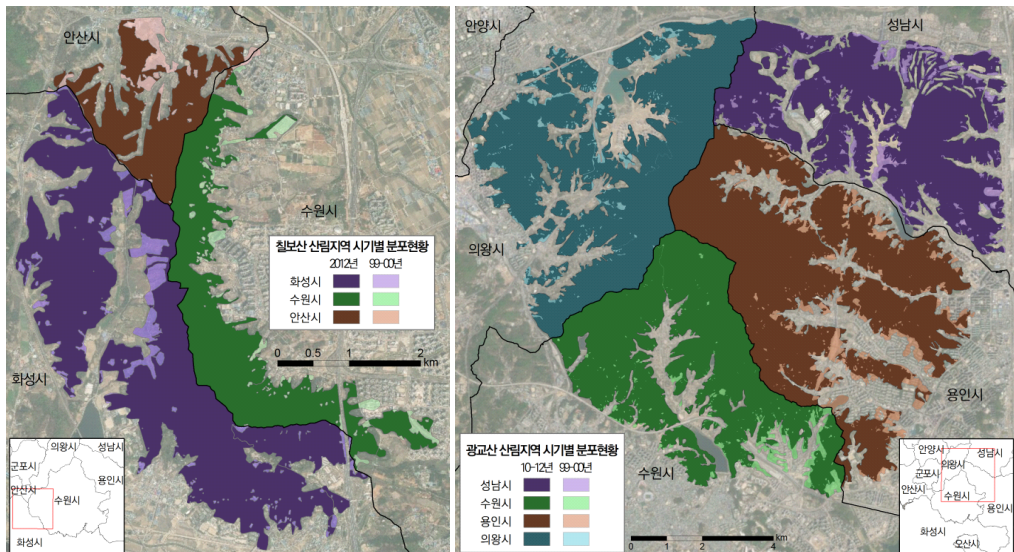 안산시
수원시
칠보산 산림지역 시기별 분포현황
2012년 99-00년
화성시
수원시
안산시
0 0.5 1 2
km
화성시
의왕시 성남시
군포시
용인시
안산시
수원시
화성시
안양시
성남시
의왕시
용인시
수원시
광교산 산림지역 시기별 분포현황
10-12년 99-00년
성남시
수원시
용인시
의왕시
0 1 2 4
km
안양시 성남시
의왕시
군포시
안산시
수원시
용인시
화성시
오산시